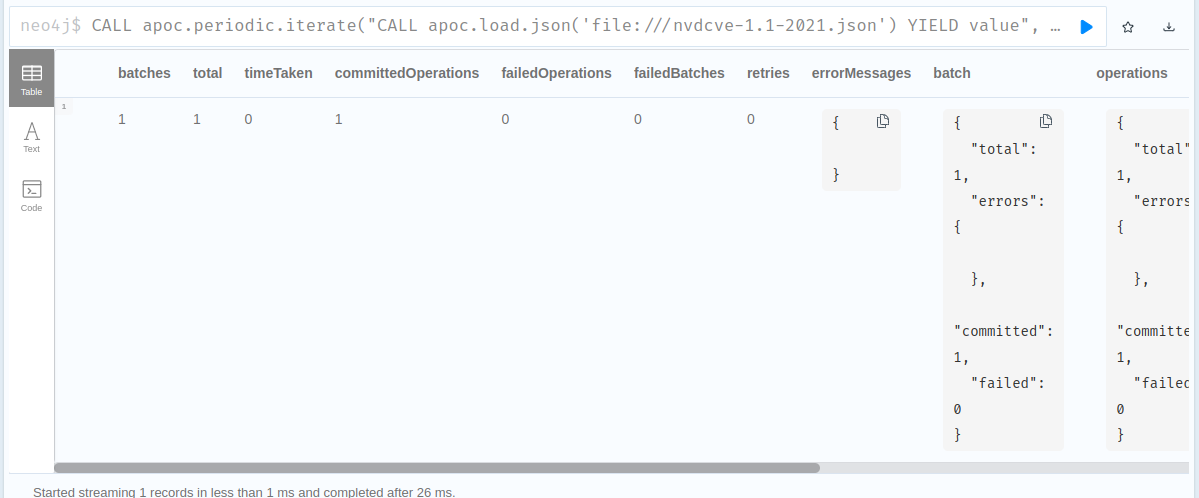 neo4j$ CALL apoc.periodic.iterate("CALL apoc.load.json('file:///nvdcve-1.1-2021.json') YIELD value", …
Table
Text
Code
batches total timeTaken committedOperations failedOperations failedBatches retries errorMessages batch operations
1
1 1 0 1 0 0 0
{
}
{
"total":
1,
"errors":
{
},
"committed":
1,
"failed":
0
}
{
"total"
1,
"errors
{
},
"committe
1,
"failed
0
}
Started streaming 1 records in less than 1 ms and completed after 26 ms.